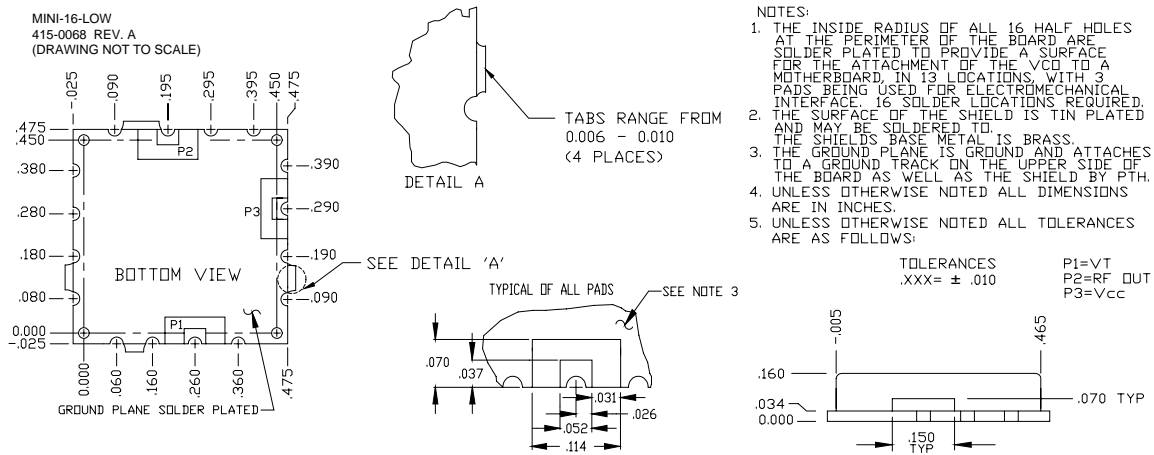 MINI-16-LOW
415-0068 REV. A
(DRAWING NOT TO SCALE)
-.025
.090
.195
.295
.395
.450
.475
.475
.450
.380
.280
.180
.080
0.000
-.025
P2
P3
P1
.390
.290
.190
.090
BOTTOM VIEW
SEE DETAIL 'A'
0.000
.060
.160
.260
.360
.475
GROUND PLANE SOLDER PLATED
DETAIL A
TABS RANGE FROM
0.006 - 0.010
(4 PLACES)
TYPICAL OF ALL PADS
SEE NOTE 3
.070
.037
.031
.026
.052
.114
NOTES:
1. THE INSIDE RADIUS OF ALL 16 HALF HOLES
AT THE PERIMETER OF THE BOARD ARE
SOLDER PLATED TO PROVIDE A SURFACE
FOR THE ATTACHMENT OF THE VCO TO A
MOTHERBOARD, IN 13 LOCATIONS, WITH 3
PADS BEING USED FOR ELECTROMECHANICAL
INTERFACE. 16 SOLDER LOCATIONS REQUIRED.
2. THE SURFACE OF THE SHIELD IS TIN PLATED
AND MAY BE SOLDERED TO.
THE SHIELDS BASE METAL IS BRASS.
3. THE GROUND PLANE IS GROUND AND ATTACHES
TO A GROUND TRACK ON THE UPPER SIDE OF
THE BOARD AS WELL AS THE SHIELD BY PTH.
4. UNLESS OTHERWISE NOTED ALL DIMENSIONS
ARE IN INCHES.
5. UNLESS OTHERWISE NOTED ALL TOLERANCES
ARE AS FOLLOWS:
TOLERANCES
.XXX= ± .010
P1=VT
P2=RF OUT
P3=Vcc
-.005
.465
.160
.034
0.000
.070 TYP
.150
TYP